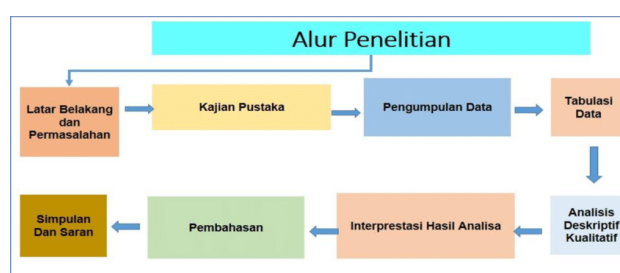 Alur Penelitian
Latar Belakang
dan
Permasalahan
Kajian Pustaka
Pengumpulan Data
Tabulasi
Data
Analisis
Deskriptif
Kualitatif
Interprestasi Hasil Analisa
Pembahasan
Simpulan
Dan Saran